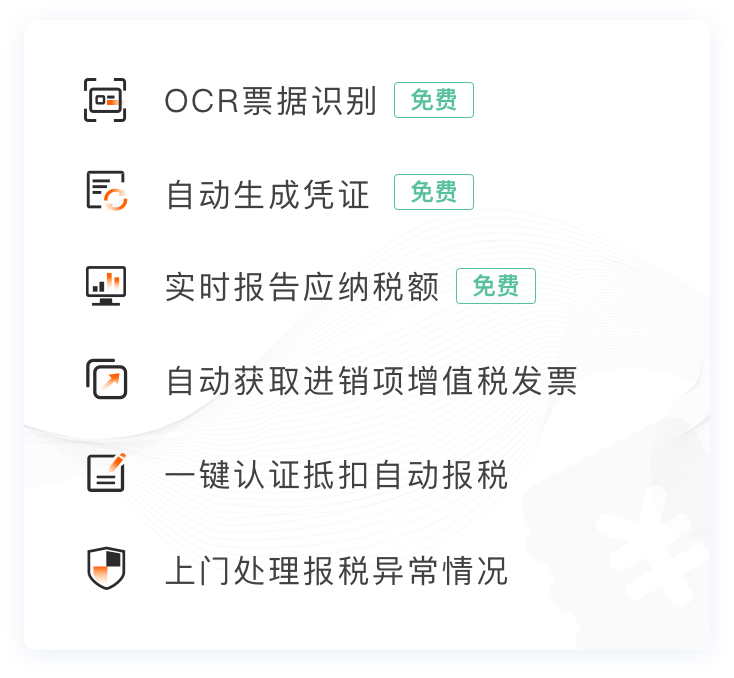 OCR票据识别 免费
自动生成凭证 免费
实时报告应纳税额 免费
自动获取进销项增值税发票
一键认证抵扣自动报税
上门处理报税异常情况